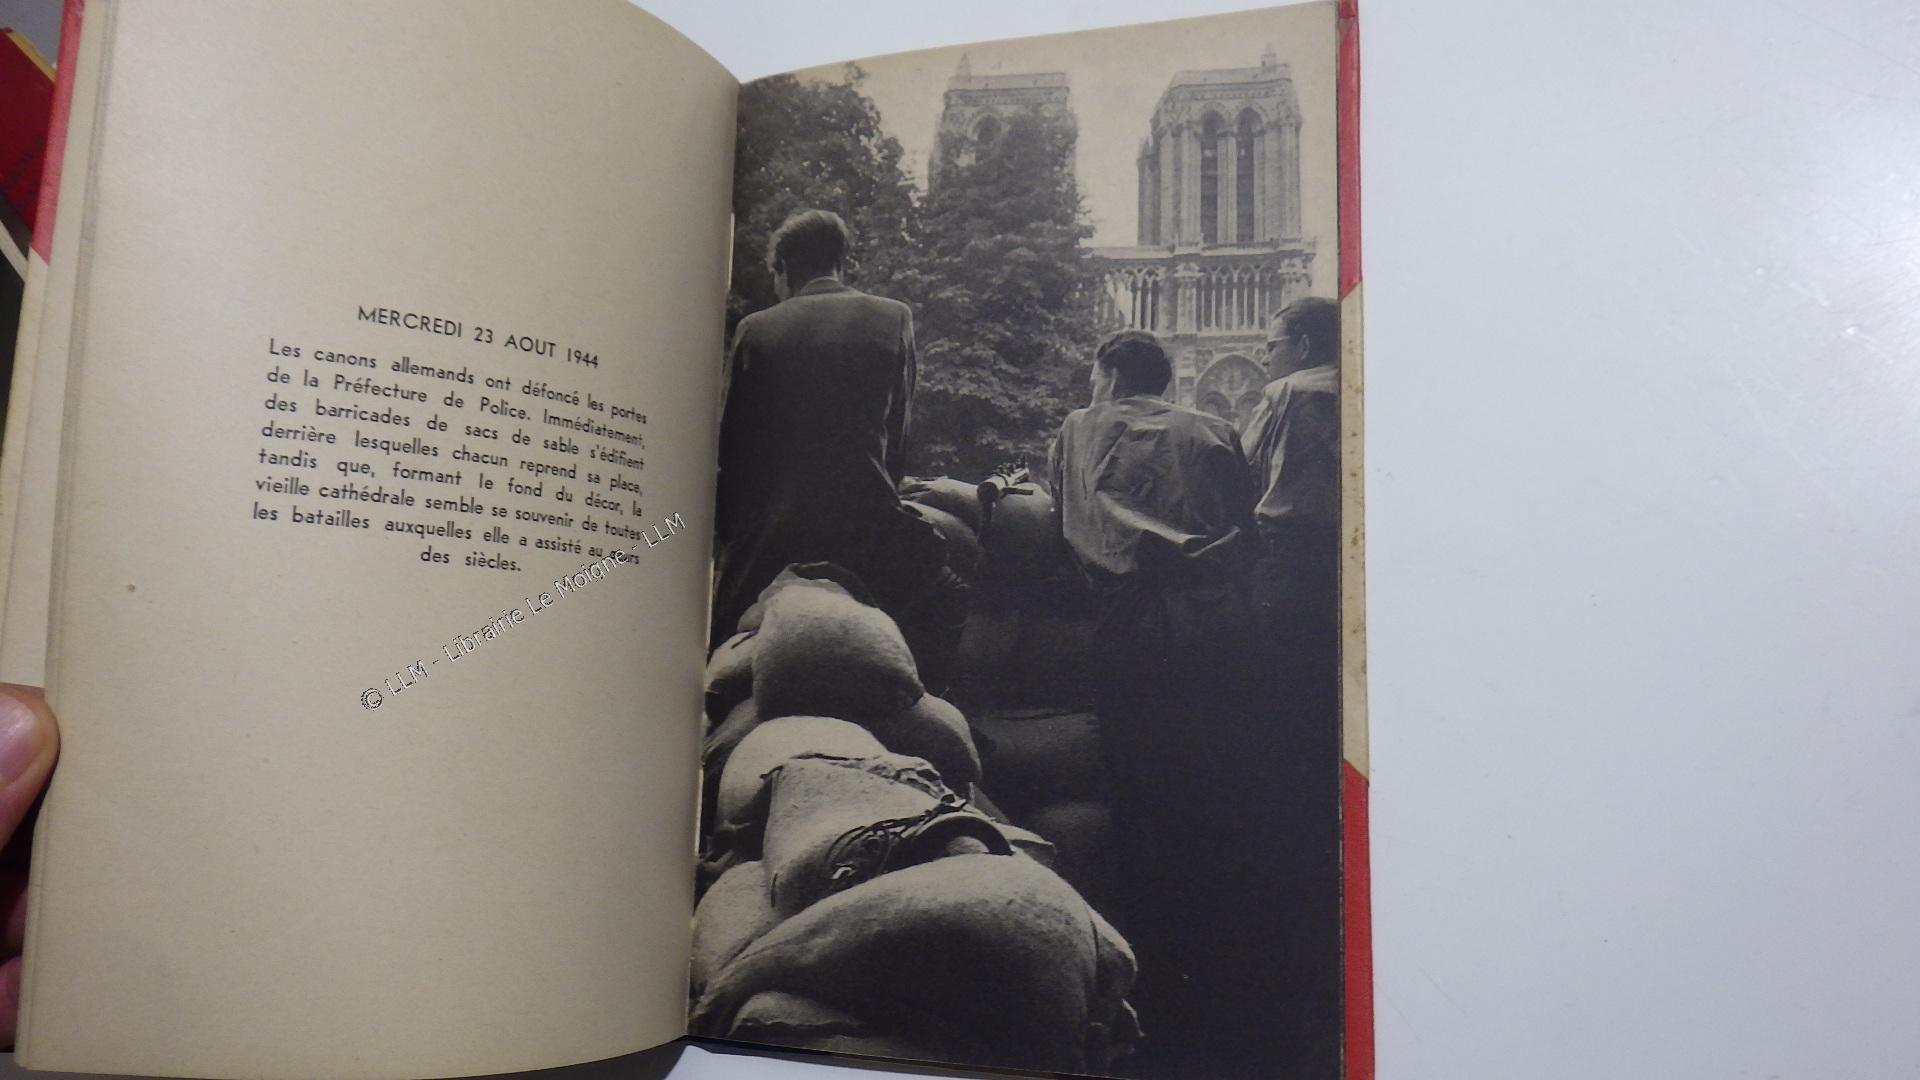 MERCREDI 23 AOUT 1944
Les canons allemands ont défoncé les portes
de la Préfecture de Police. Immédiatement,
des barricades de sacs de sable s'édifient
derrière lesquelles chacun reprend sa place,
tandis que, formant le fond du décor, la
vieille cathédrale semble se souvenir de toutes
les batailles auxquelles elle a assisté au cours
des siècles.
© LLM - Librairie Le Moigne - LLM